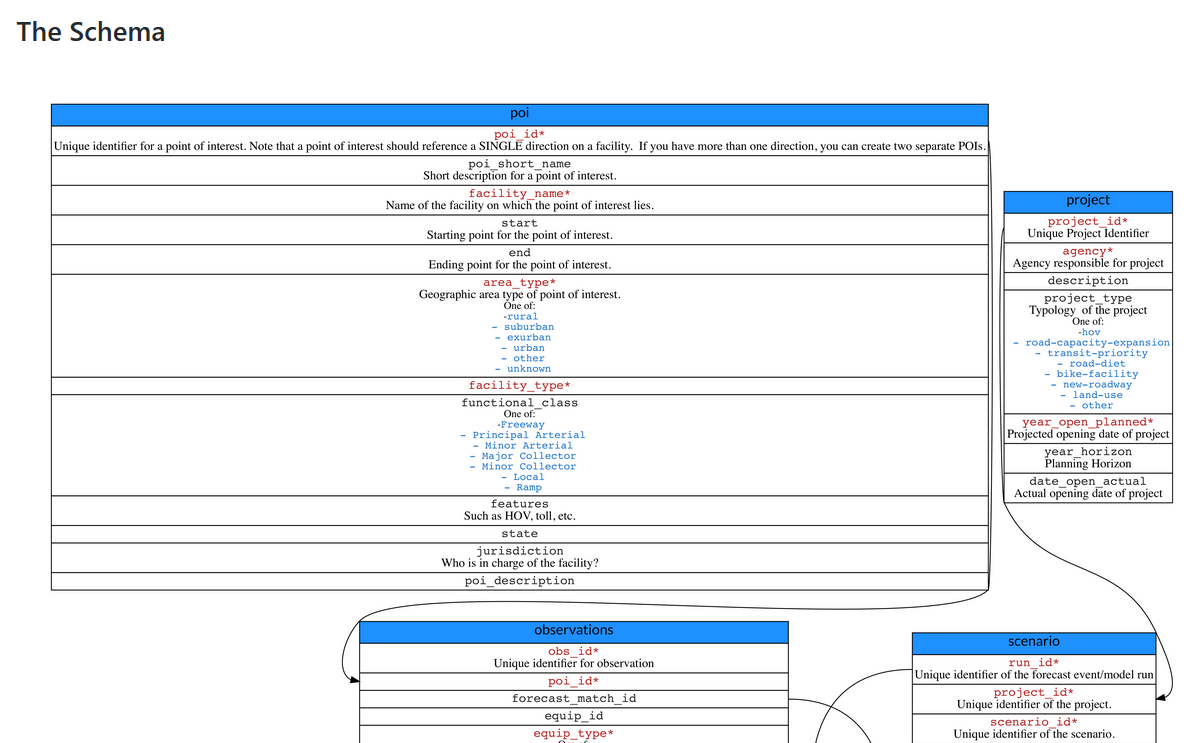 The Schema
poi
poi_id*
Unique identifier for a point of interest. Note that a point of interest should reference a SINGLE direction on a facility.  If you have more than one direction, you can create two separate POIs.
poi_short_name
Short description for a point of interest.
facility_name*
Name of the facility on which the point of interest lies.
start
Starting point for the point of interest.
end
Ending point for the point of interest.
area_type*
Geographic area type of point of interest.
One of:
-rural
- suburban
- exurban
- urban
- other
- unknown
facility_type*
functional_class
One of:
-Freeway
- Principal Arterial
- Minor Arterial
- Major Collector
- Minor Collector
- Local
- Ramp
features
Such as HOV, toll, etc.
state
jurisdiction
Who is in charge of the facility?
poi_description
project
project_id*
Unique Project Identifier
agency*
Agency responsible for project
description
project_type
Typology  of the project
One of:
-hov
- road-capacity-expansion
- transit-priority
- road-diet
- bike-facility
- new-roadway
- land-use
- other
year_open_planned*
Projected opening date of project
year_horizon
Planning Horizon
date_open_actual
Actual opening date of project
observations
obs_id*
Unique identifier for observation
poi_id*
forecast_match_id
equip_id
equip_type*
scenario
run_id*
Unique identifier of the forecast event/model run
project_id*
Unique identifier of the project.
scenario_id*
Unique identifier of the scenario.